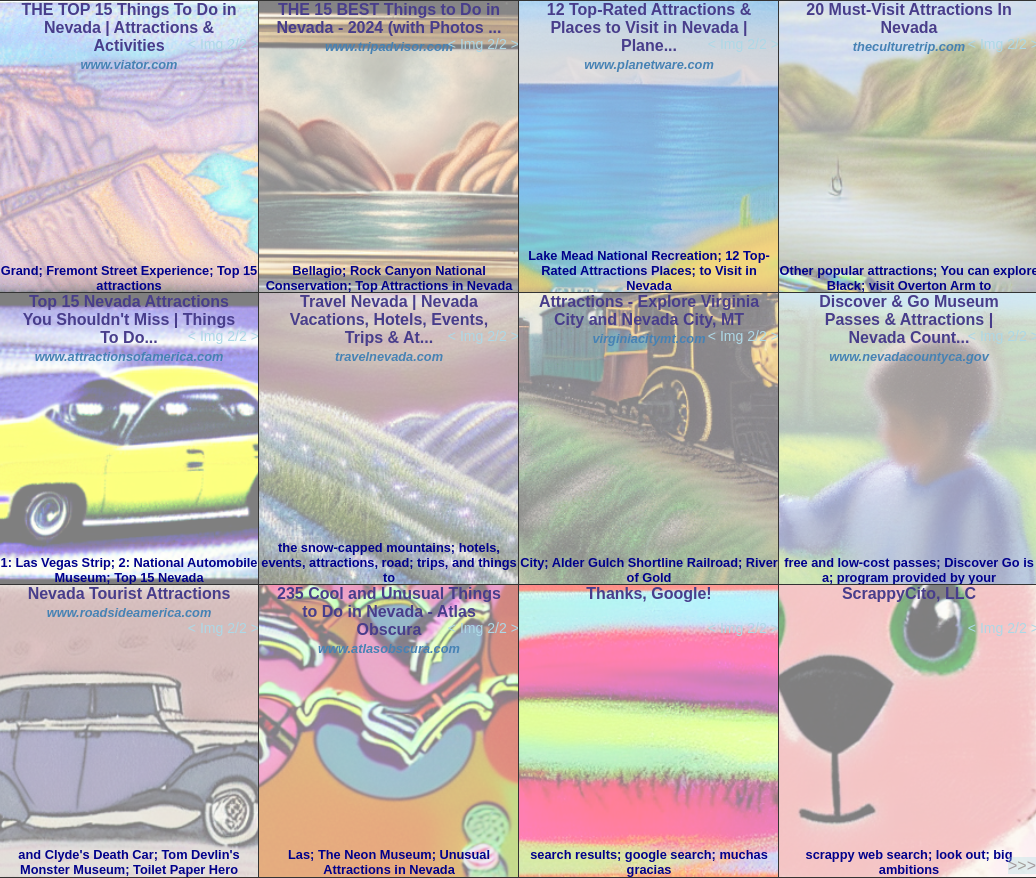 THE TOP 15 Things To Do in
Nevada | Attractions &
Activities
< Img 2/2 >
www.viator.com
Grand; Fremont Street Experience; Top 15
attractions
THE 15 BEST Things to Do in
Nevada - 2024 (with Photos ...
www.tripadvisor.com
< Img 2/2 >
Bellagio; Rock Canyon National
Conservation; Top Attractions in Nevada
12 Top-Rated Attractions &
Places to Visit in Nevada |
Plane...
< Img 2/2 >
www.planetware.com
Lake Mead National Recreation; 12 Top-
Rated Attractions Places; to Visit in
Nevada
20 Must-Visit Attractions In
Nevada
theculturetrip.com
< Img 2/2 >
Other popular attractions; You can explore
Black; visit Overton Arm to
Top 15 Nevada Attractions
You Shouldn't Miss | Things
To Do...
< Img 2/2 >
www.attractionsofamerica.com
1: Las Vegas Strip; 2: National Automobile
Museum; Top 15 Nevada
Travel Nevada | Nevada
Vacations, Hotels, Events,
Trips & At...
< Img 2/2 >
travelnevada.com
the snow-capped mountains; hotels,
events, attractions, road; trips, and things
to
Attractions - Explore Virginia
City and Nevada City, MT
virginiacitymt.com
< Img 2/2 >
City; Alder Gulch Shortline Railroad; River
of Gold
Discover & Go Museum
Passes & Attractions |
Nevada Count...
< Img 2/2 >
www.nevadacountyca.gov
free and low-cost passes; Discover Go is
a; program provided by your
Nevada Tourist Attractions
www.roadsideamerica.com
< Img 2/2 >
and Clyde's Death Car; Tom Devlin's
Monster Museum; Toilet Paper Hero
235 Cool and Unusual Things
to Do in Nevada - Atlas
Obscura
< Img 2/2 >
www.atlasobscura.com
Las; The Neon Museum; Unusual
Attractions in Nevada
Thanks, Google!
< Img 2/2 >
search results; google search; muchas
gracias
ScrappyCito, LLC
< Img 2/2 >
scrappy web search; look out; big
ambitions
>>>